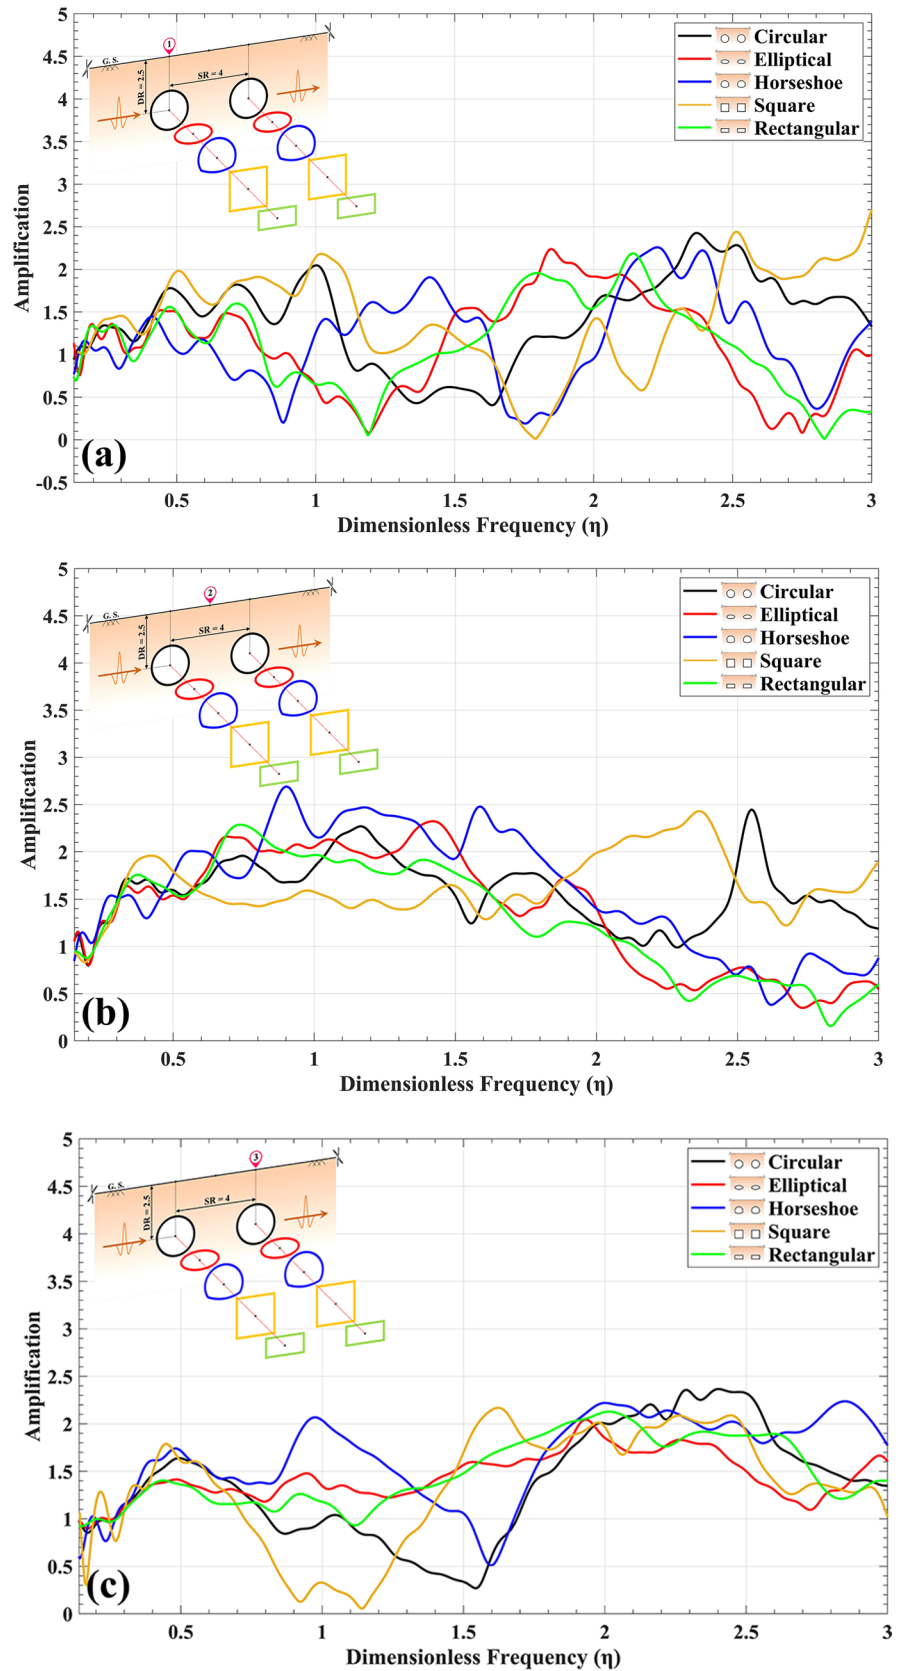 5
4.5
4
3.5
3
2.5
2
1.5
1
0.5
0
-0.5
Amplification
1
G. S.
DR = 2.5
SR = 4
Circular
Elliptical
Horseshoe
Square
Rectangular
(a)
0.5 1 1.5 2 2.5 3
Dimensionless Frequency (η)
5
4.5
4
3.5
3
2.5
2
1.5
1
0.5
0
Amplification
2
G. S.
DR = 2.5
SR = 4
Circular
Elliptical
Horseshoe
Square
Rectangular
(b)
0.5 1 1.5 2 2.5 3
Dimensionless Frequency (η)
5
4.5
4
3.5
3
2.5
2
1.5
1
0.5
0
Amplification
3
G. S.
DR = 2.5
SR = 4
Circular
Elliptical
Horseshoe
Square
Rectangular
(c)
0.5 1 1.5 2 2.5 3
Dimensionless Frequency (η)